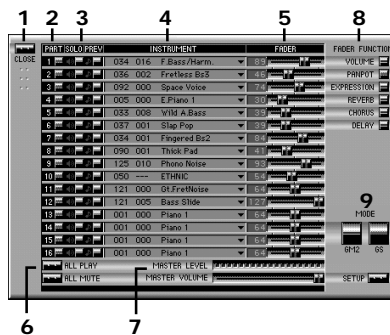 1 2 3 4 5 8
PART SOLO PREV INSTRUMENT FADER FADER FUNCTION
CLOSE
1 034 016 F.Bass/Harm. 89 VOLUME
2 036 002 Fretless Bs3 46 PANPOT
3 092 000 Space Voice 74 EXPRESSION
4 005 000 E.Piano 1 30 REVERB
5 033 008 Wild A.Bass 39 CHORUS
6 037 001 Slap Pop 39 DELAY
7 034 001 Fingered Bs2 84
8 090 001 Thick Pad 41
9 125 010 Phono Noise 93
10 050 --- ETHNIC 54
11 121 000 Gt.FretNoise 64
12 121 005 Bass Slide 127
13 001 000 Piano 1 64
14 001 000 Piano 1 64
15 001 000 Piano 1 64
16 001 000 Piano 1 64
9
MODE
GM2 GS
ALL PLAY MASTER LEVEL
ALL MUTE MASTER VOLUME SETUP
6 7